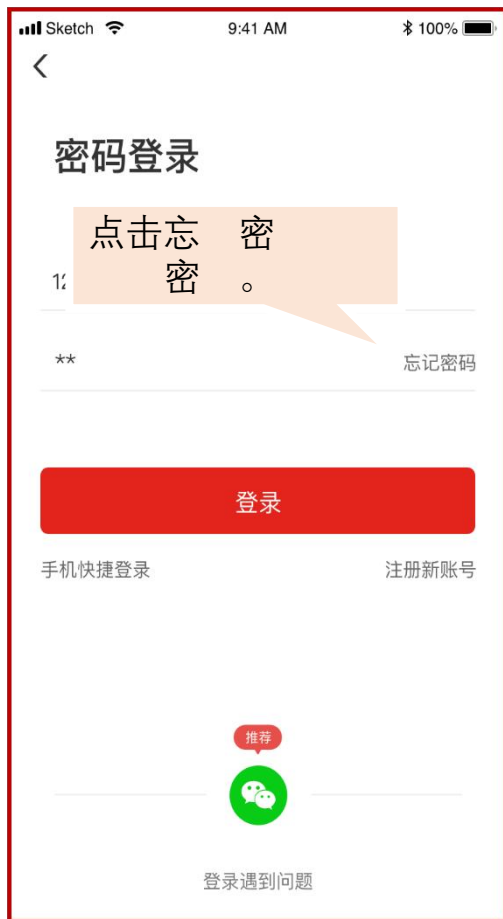 Sketch 9:41 AM 100%
密码登录
点击忘 密
密 。
12
** 忘记密码
登录
手机快捷登录 注册新账号
推荐
登录遇到问题